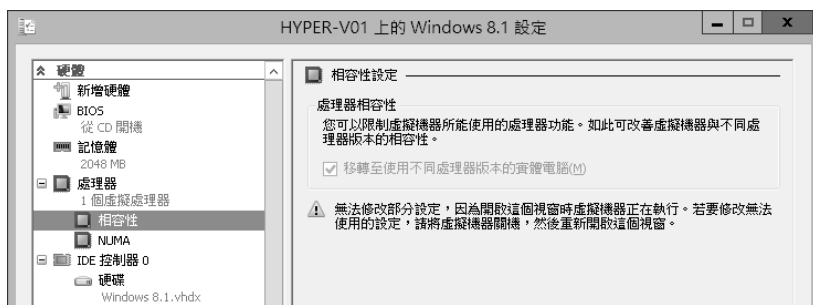 HYPER-V01 上的 Windows 8.1 設定
硬體
新增硬體
BIOS
從 CD 開機
記憶體
2048 MB
處理器
1 個虛擬處理器
相容性
NUMA
IDE 控制器 0
硬碟
Windows 8.1.vhdx
相容性設定
處理器相容性
您可以限制虛擬機器所能使用的處理器功能。如此可改善虛擬機器與不同處
理器版本的相容性。
移轉至使用不同處理器版本的實體電腦(M)
無法修改部分設定，因為開啟這個視窗時虛擬機器正在執行。若要修改無法
使用的設定，請將虛擬機器關機，然後重新開啟這個視窗。